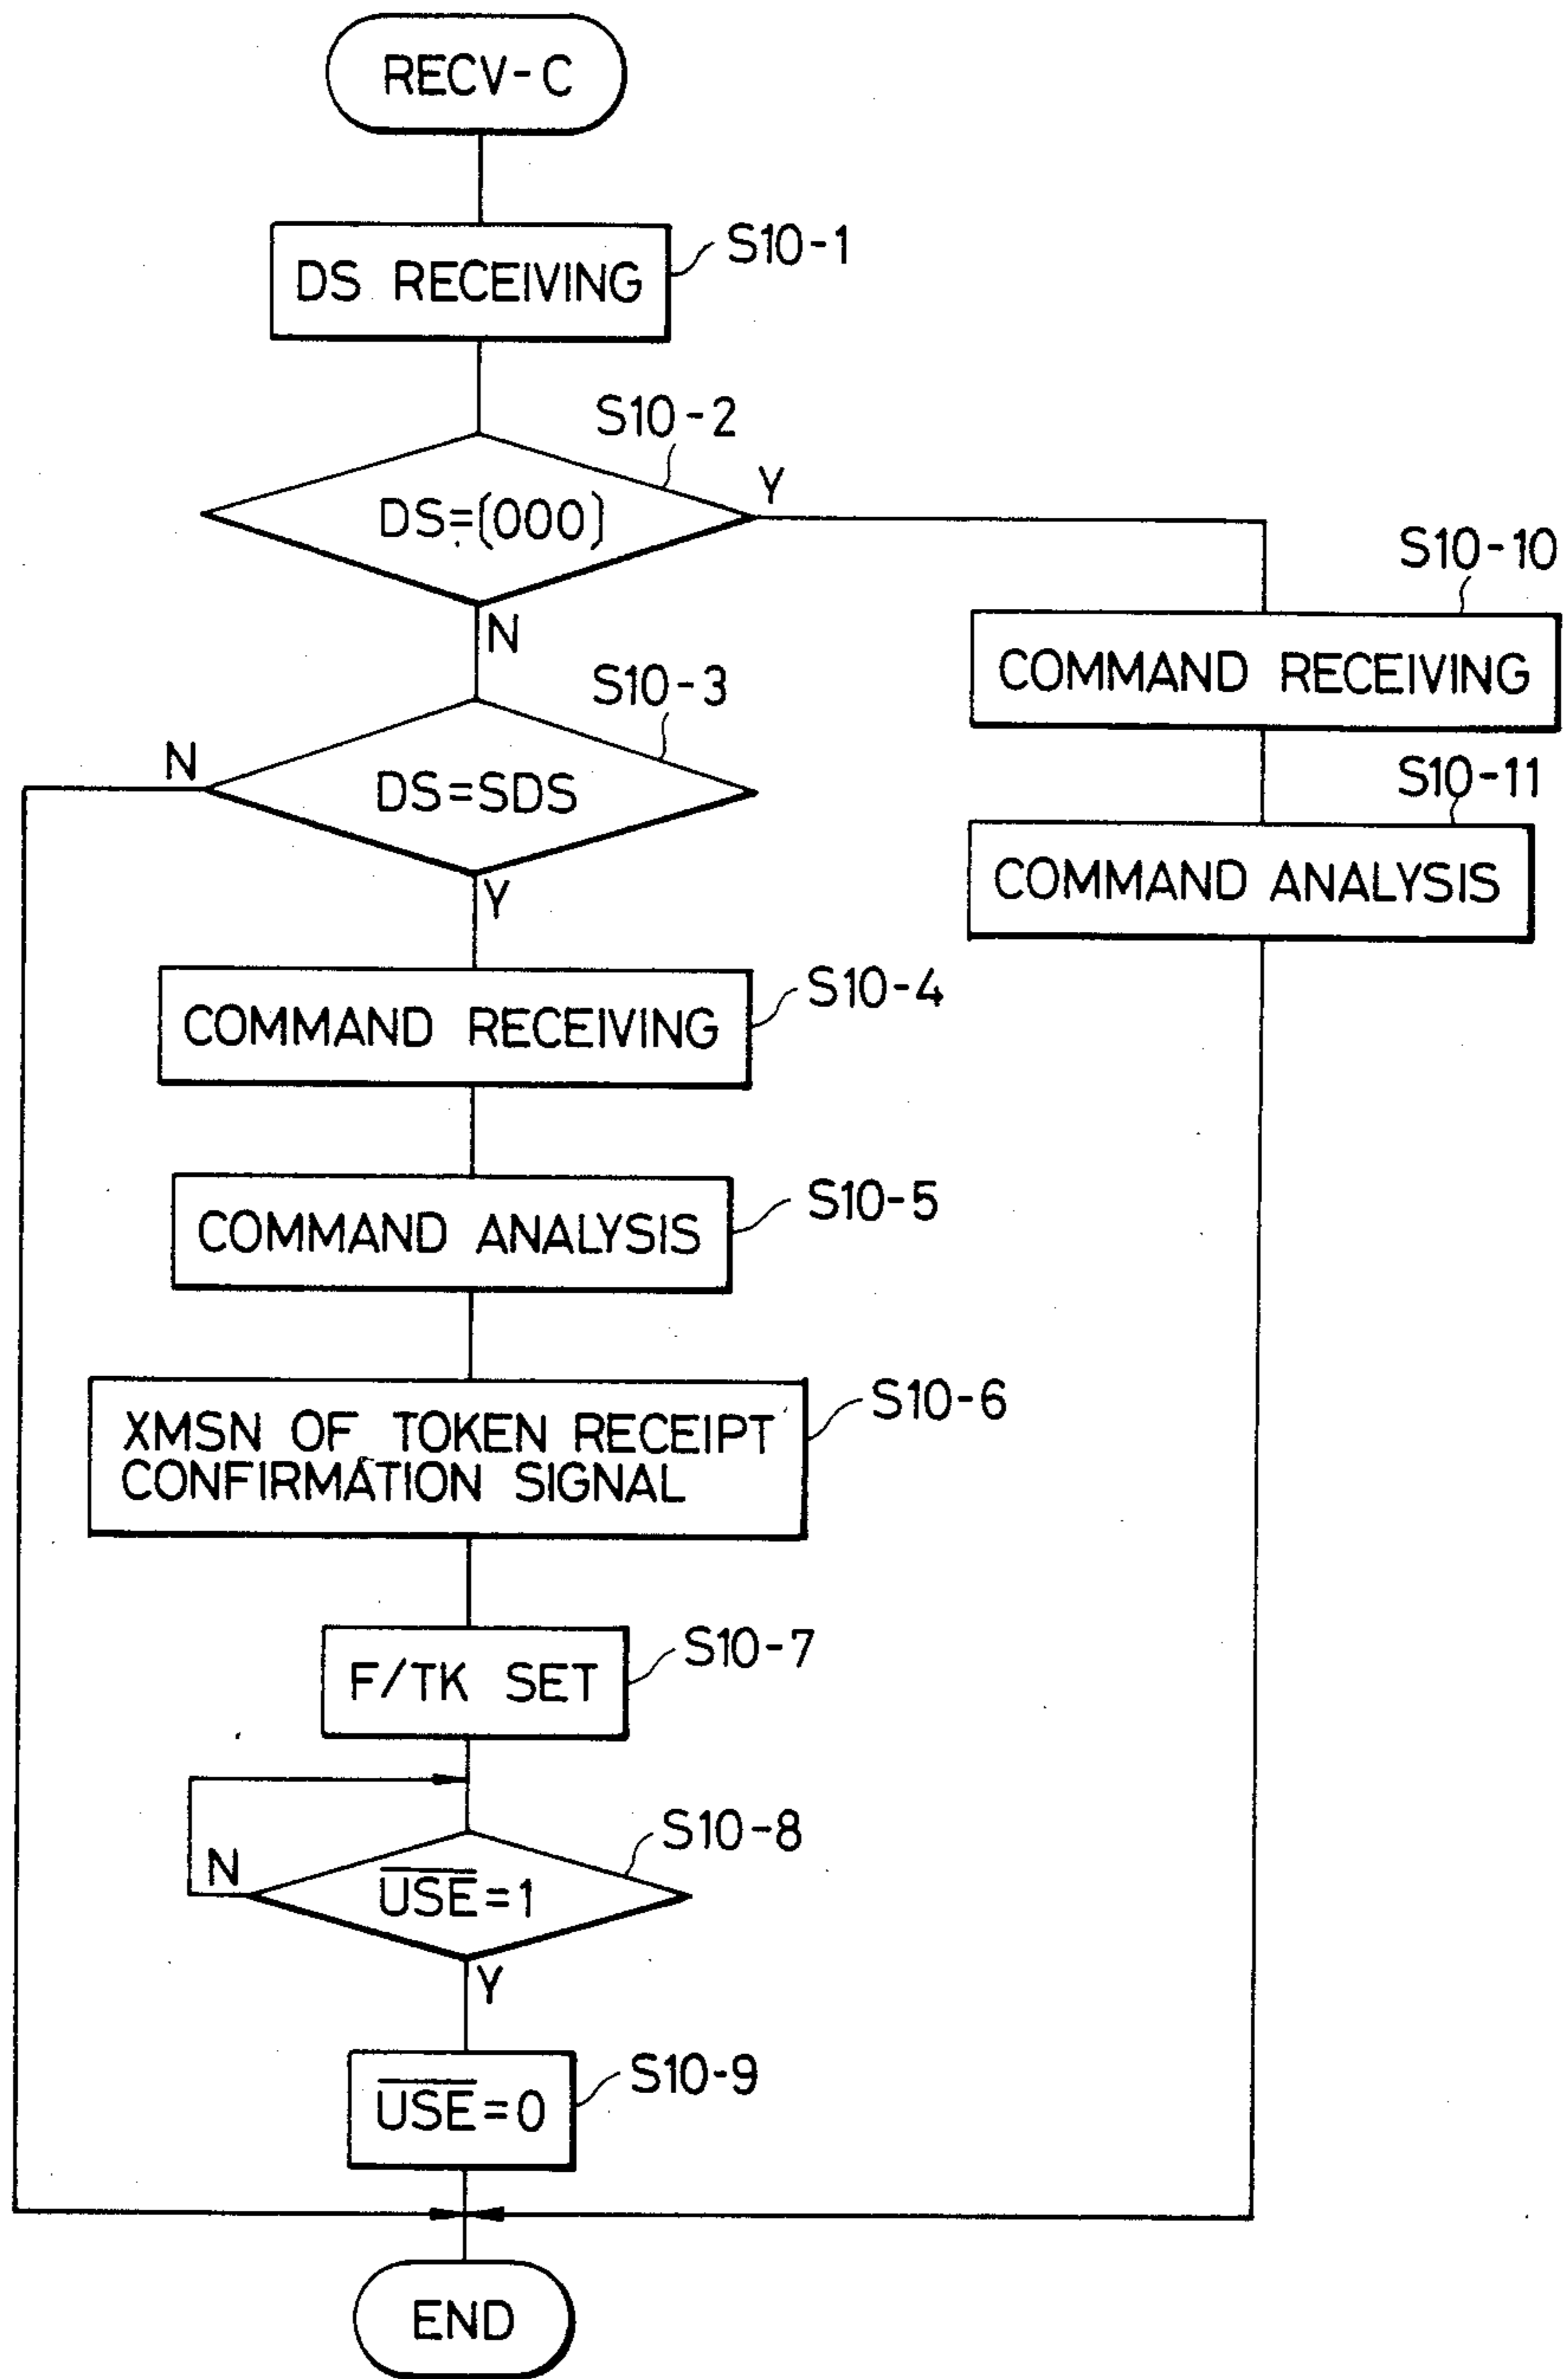 RECV-C
DS RECEIVING
S10-1
S10-2
DS=(000)
Y
N
S10-10
COMMAND RECEIVING
S10-11
COMMAND ANALYSIS
S10-3
N
DS=SDS
Y
COMMAND RECEIVING
S10-4
COMMAND ANALYSIS
S10-5
XMSN OF TOKEN RECEIPT
CONFIRMATION SIGNAL
S10-6
F/TK SET
S10-7
S10-8
N
U̅S̅E̅=1
Y
U̅S̅E̅=0
S10-9
END